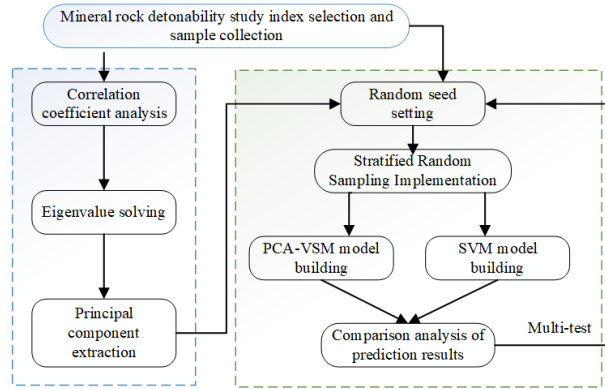 Mineral rock detonability study index selection and
sample collection
Correlation
coefficient analysis
Eigenvalue solving
Principal
component
extraction
Random seed
setting
Stratified Random
Sampling Implementation
PCA-VSM model
building
SVM model
building
Comparison analysis of
prediction results
Multi-test